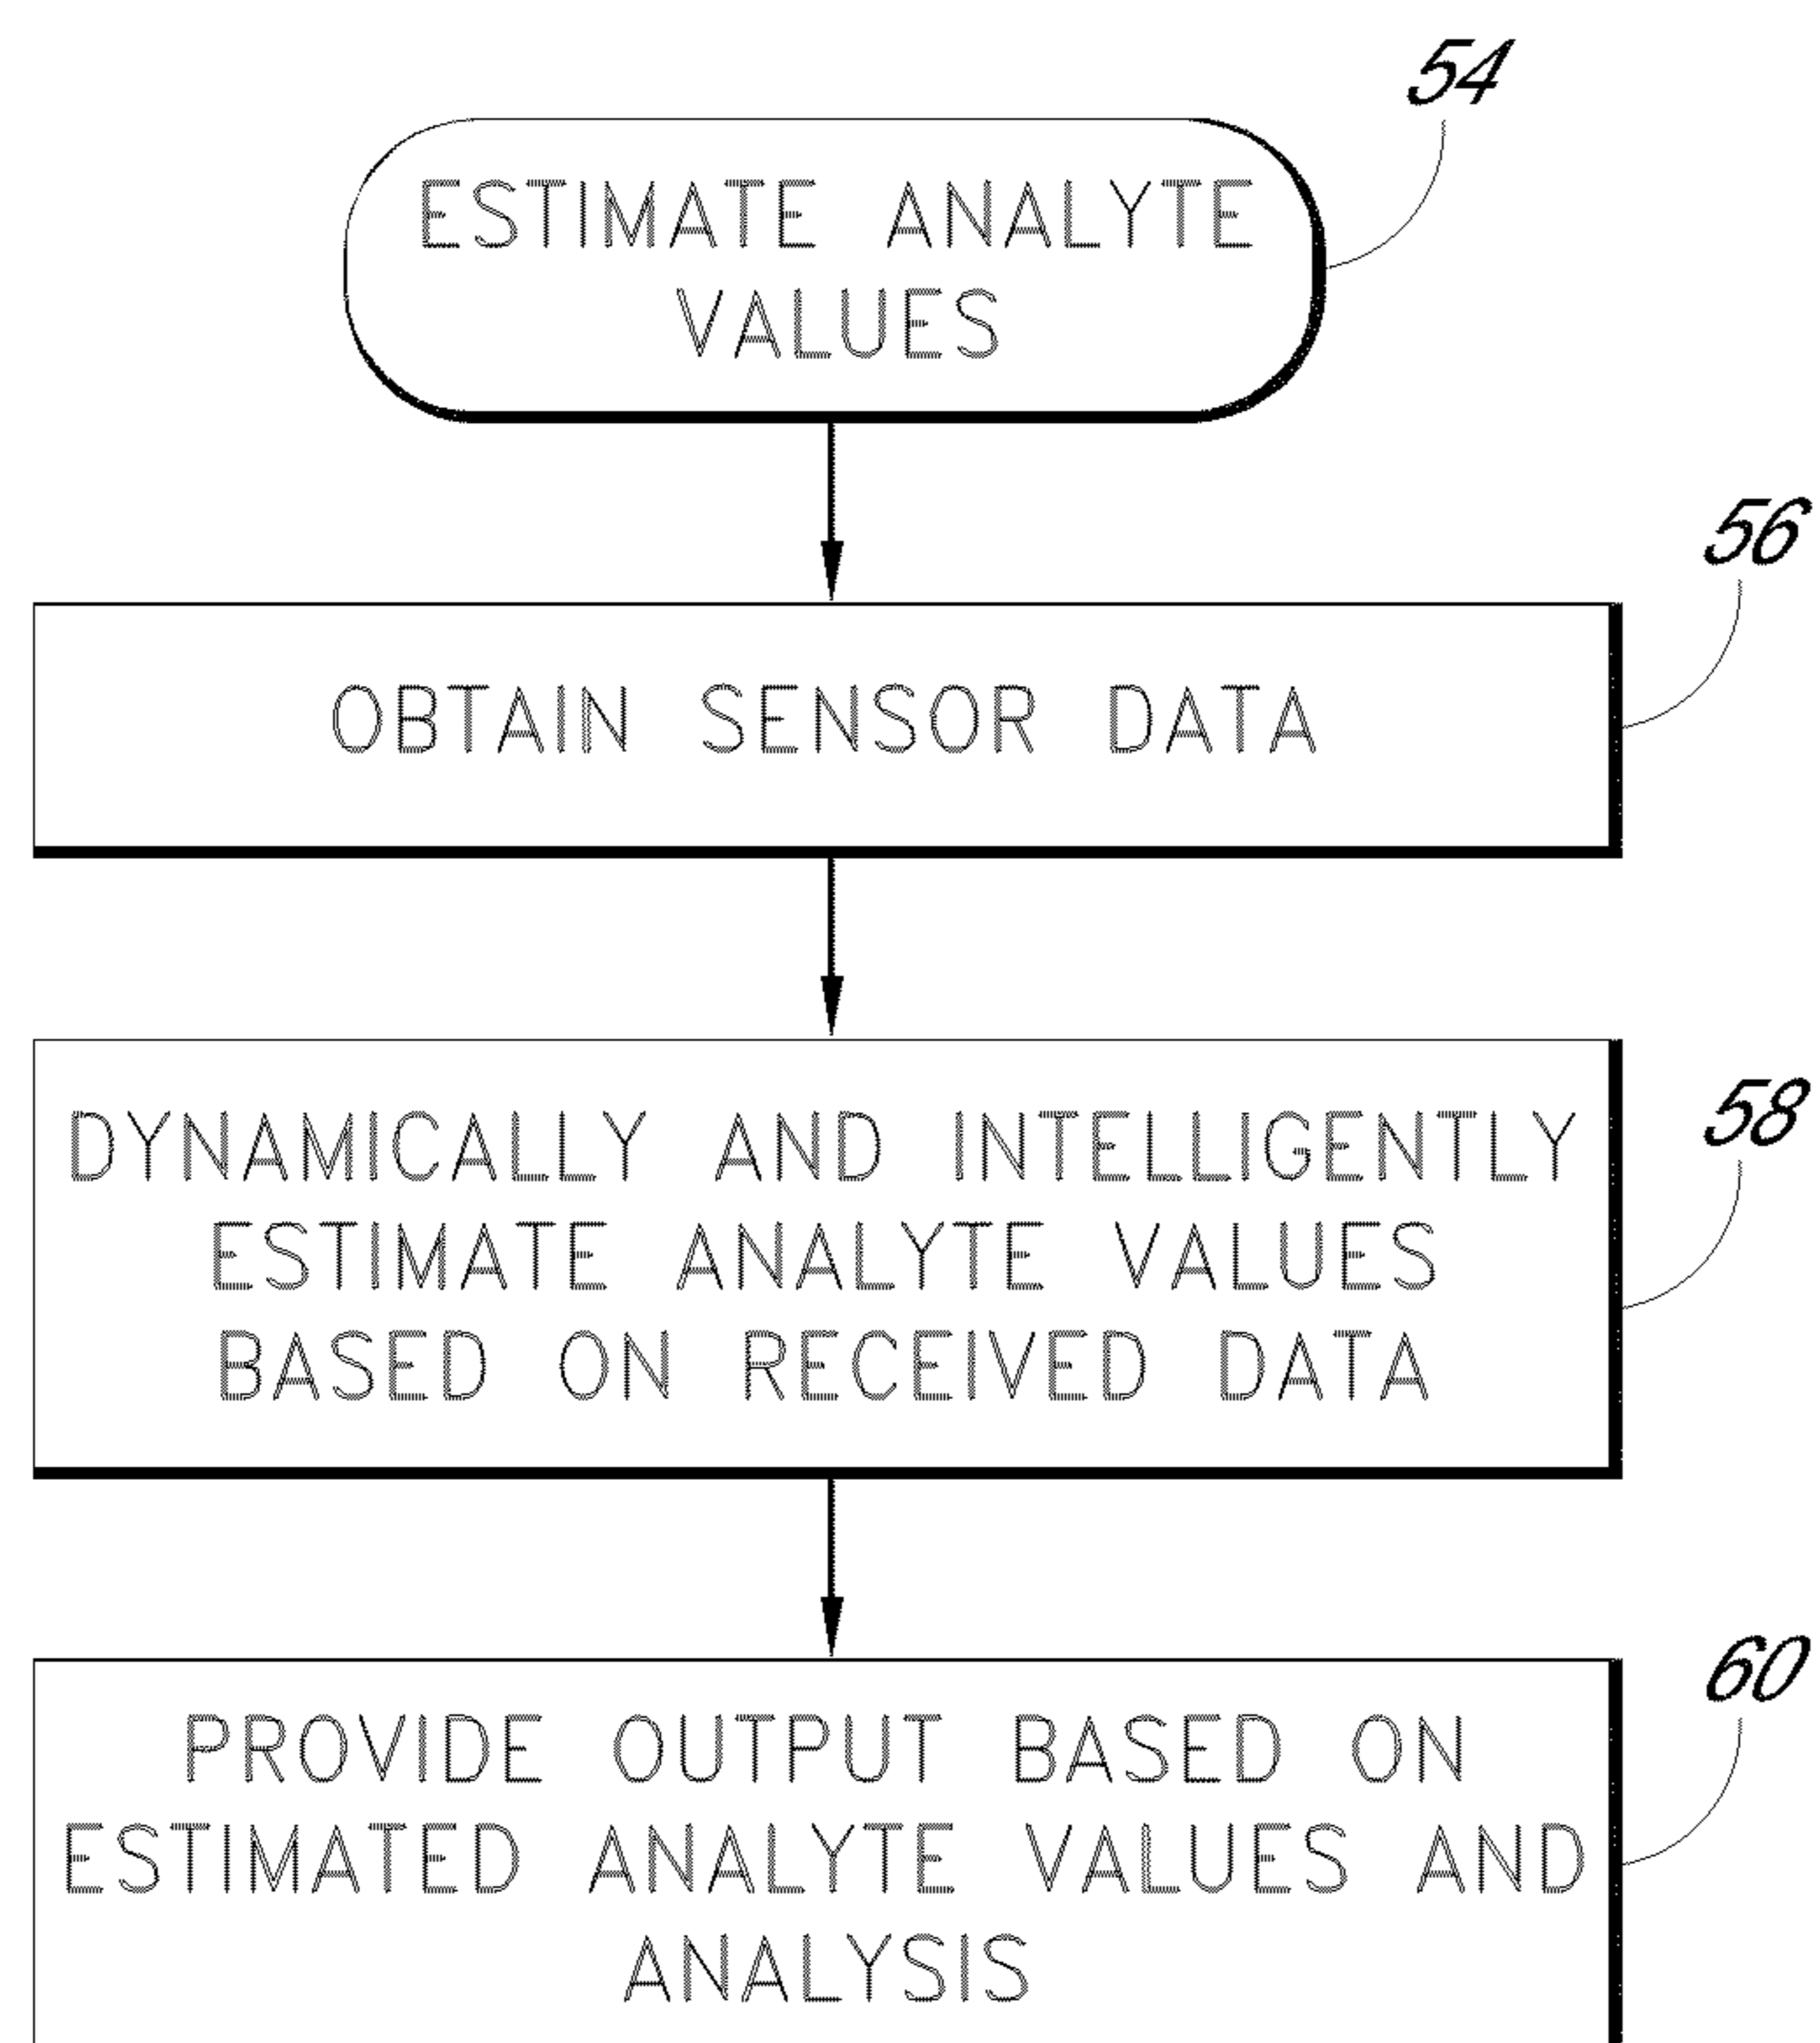 54
ESTIMATE ANALYTE
VALUES
56
OBTAIN SENSOR DATA
58
DYNAMICALLY AND INTELLIGENTLY
ESTIMATE ANALYTE VALUES
BASED ON RECEIVED DATA
60
PROVIDE OUTPUT BASED ON
ESTIMATED ANALYTE VALUES AND
ANALYSIS